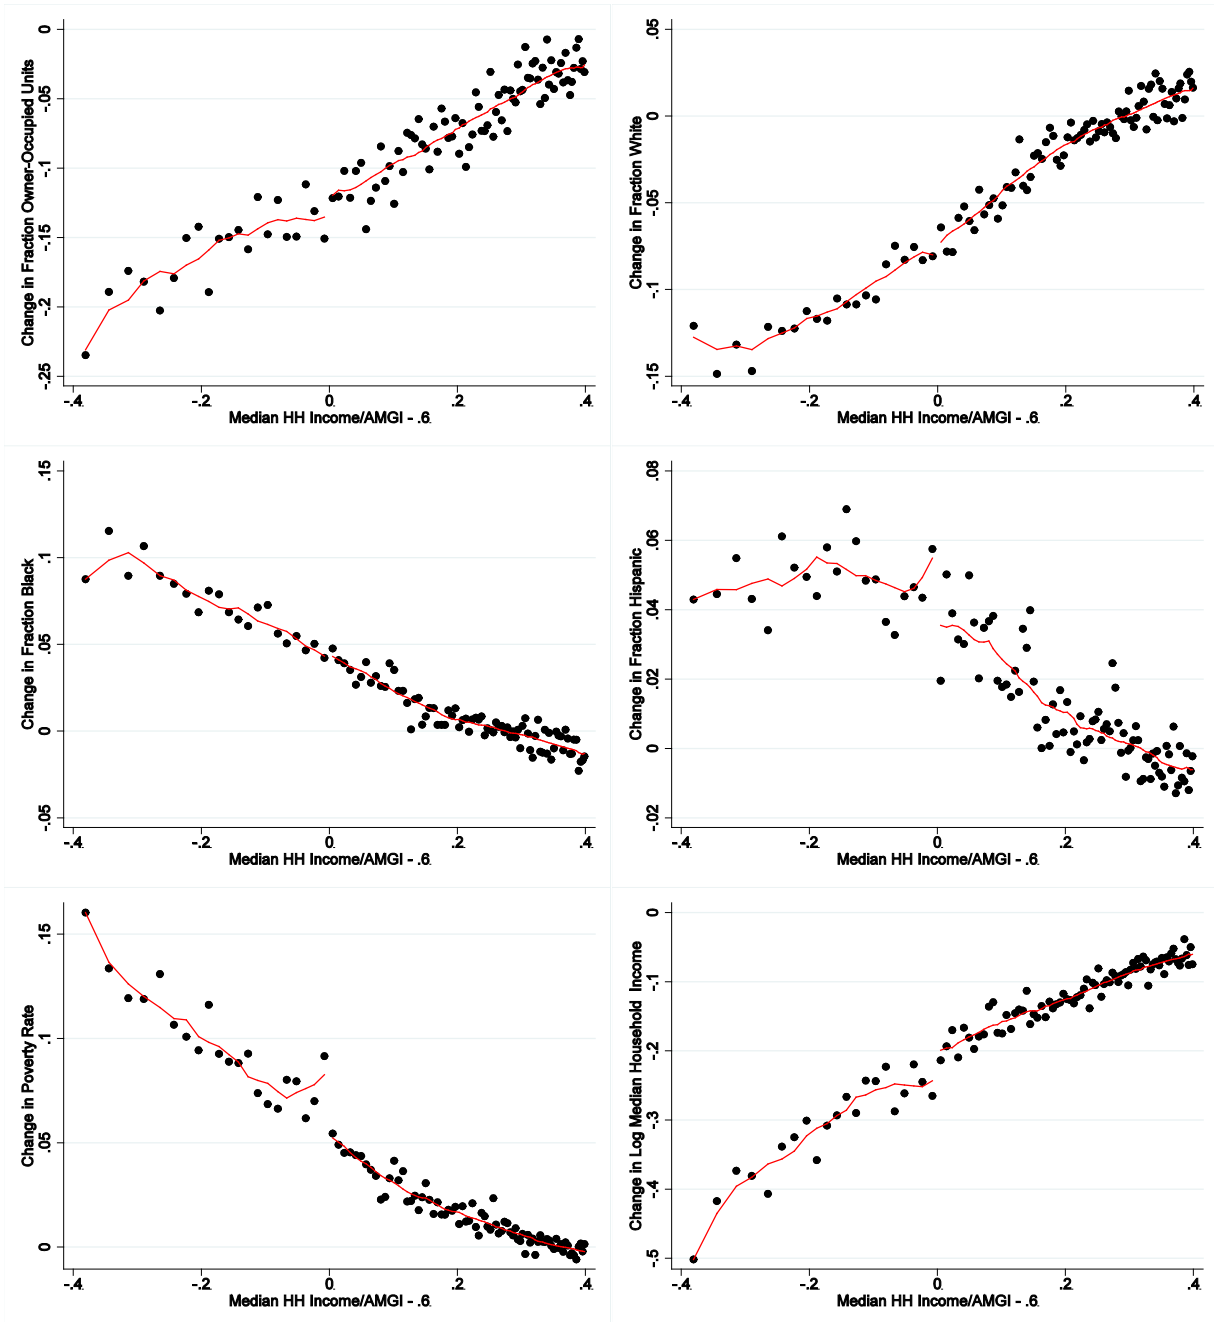 Change in Fraction Owner-Occupied Units
0
-.05
-.1
-.15
-.2
-.25
-.4 -.2 0 .2 .4
Median HH Income/AMGI - .6
Change in Fraction White
.05
0
-.05
-.1
-.15
-.4 -.2 0 .2 .4
Median HH Income/AMGI - .6
Change in Fraction Black
.15
.1
.05
0
-.05
-.4 -.2 0 .2 .4
Median HH Income/AMGI - .6
Change in Fraction Hispanic
.08
.06
.04
.02
0
-.02
-.4 -.2 0 .2 .4
Median HH Income/AMGI - .6
Change in Poverty Rate
.15
.1
.05
0
-.4 -.2 0 .2 .4
Median HH Income/AMGI - .6
Change in Log Median Household Income
0
-.1
-.2
-.3
-.4
-.5
-.4 -.2 0 .2 .4
Median HH Income/AMGI - .6